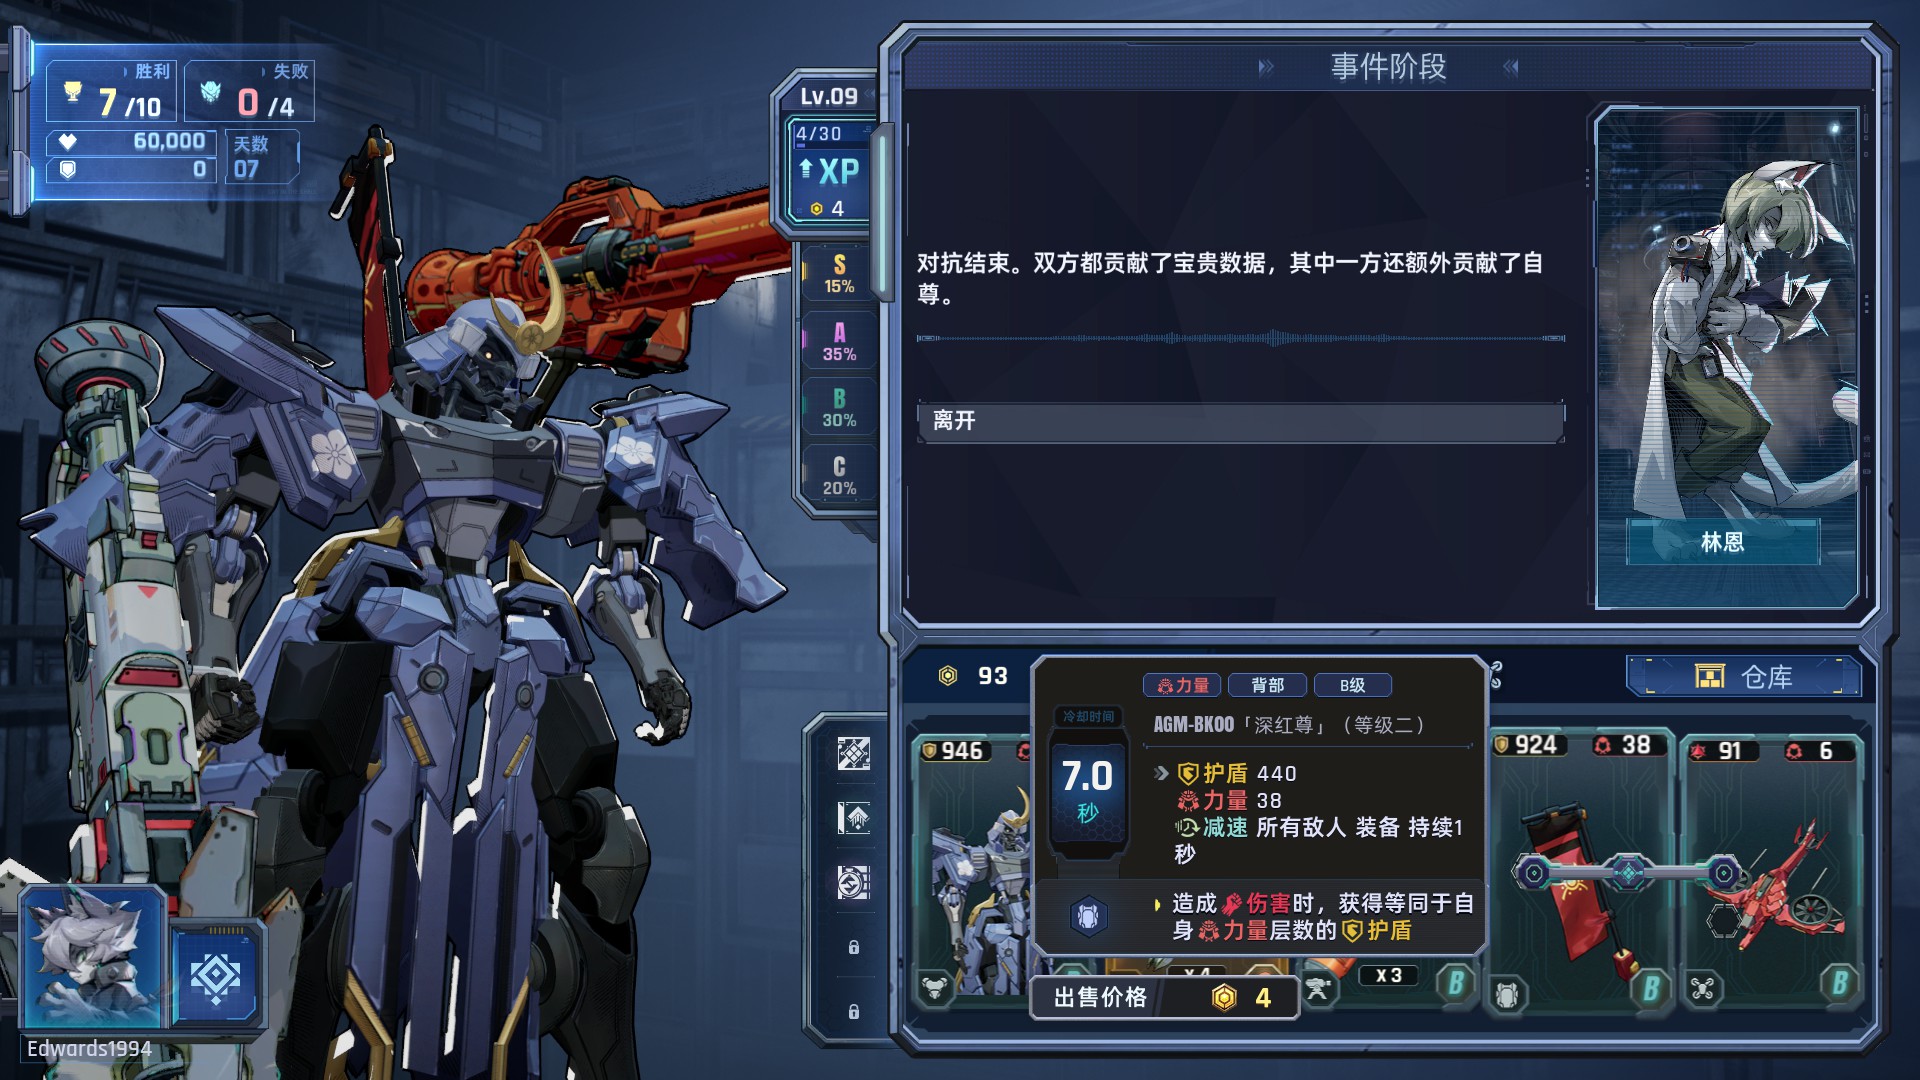 胜利
7/10
失败
0/4
60,000
0
天数
07
Lv.09
4/30
XP
4
S
15%
A
35%
B
30%
C
20%
事件阶段
对抗结束。双方都贡献了宝贵数据，其中一方还额外贡献了自
尊。
离开
林恩
93
仓库
力量
背部
B级
冷却时间
7.0
秒
AGM-BK00「深红尊」（等级二）
护盾 440
力量 38
减速 所有敌人 装备 持续1
秒
造成伤害时，获得等同于自
身力量层数的护盾
出售价格
4
946
x4
x3
B
924
38
B
91
6
B
Edwards1994